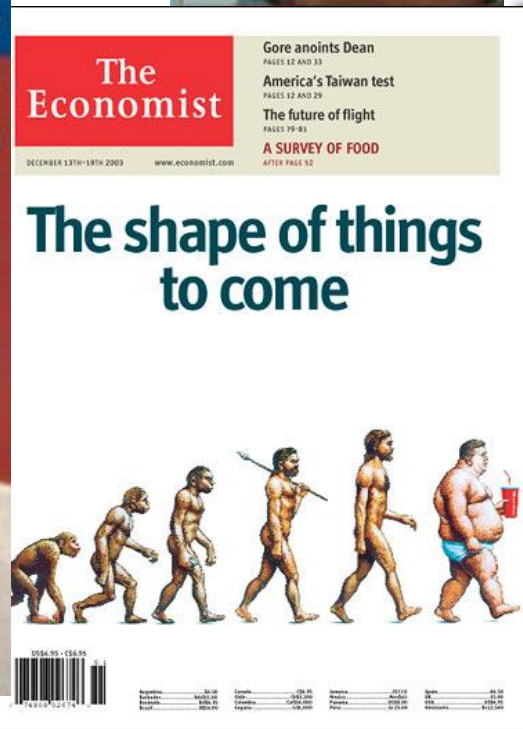 The
Economist
DECEMBER 13TH-19TH 2003
www.economist.com
Gore anoints Dean
PAGES 12 AND 33
America's Taiwan test
PAGES 12 AND 29
The future of flight
PAGES 79-81
A SURVEY OF FOOD
AFTER PAGE 52
The shape of things
to come
US$4.95 • C$6.95